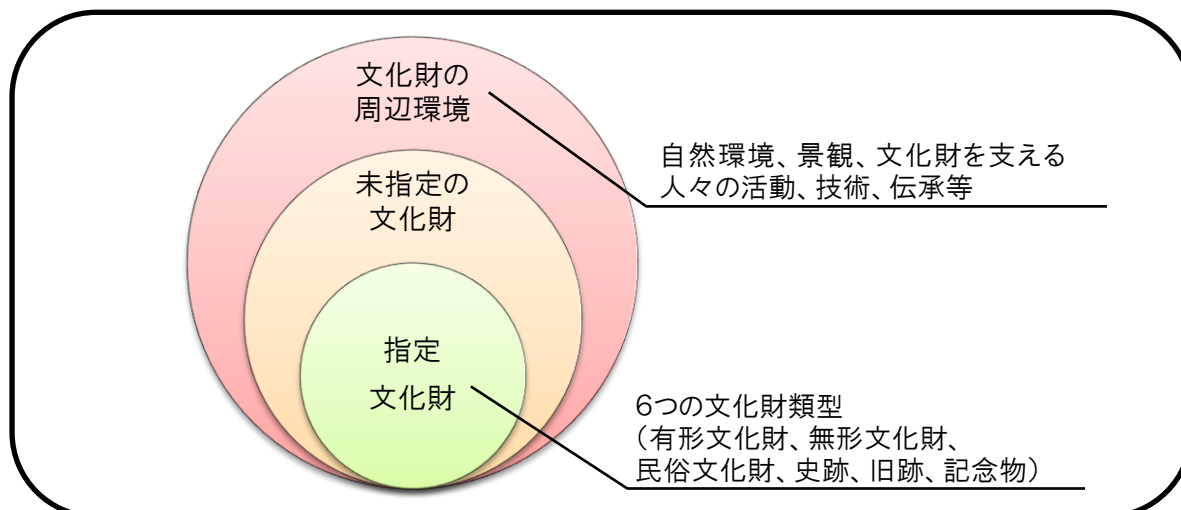 文化財の
周辺環境
自然環境、景観、文化財を支える
人々の活動、技術、伝承等
未指定の
文化財
指定
文化財
6つの文化財類型
（有形文化財、無形文化財、
民俗文化財、史跡、旧跡、記念物）